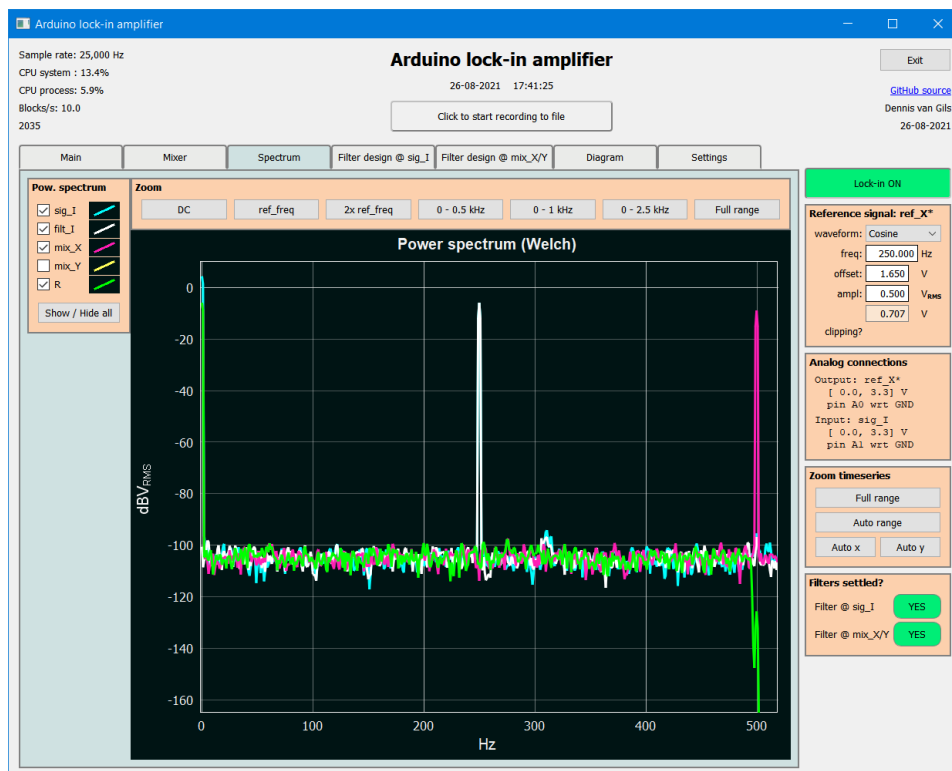 Arduino lock-in amplifier
Sample rate: 25,000 Hz
CPU system : 13.4%
CPU process: 5.9%
Blocks/s: 10.0
2035
Arduino lock-in amplifier
26-08-2021 17:41:25
Click to start recording to file
Exit
GitHub source
Dennis van Gils
26-08-2021
Main Mixer Spectrum Filter design @ sig_I Filter design @ mix_X/Y Diagram Settings
Pow. spectrum
sig_I
filt_I
mix_X
mix_Y
R
Show / Hide all
Zoom
DC ref_freq 2x ref_freq 0 - 0.5 kHz 0 - 1 kHz 0 - 2.5 kHz Full range
Power spectrum (Welch)
0
-20
-40
-60
-80
-100
-120
-140
-160
dBV_RMS
0 100 200 300 400 500
Hz
Lock-in ON
Reference signal: ref_X*
waveform: Cosine
freq: 250.000 Hz
offset: 1.650 V
ampl: 0.500 V_RMS
0.707 V
clipping?
Analog connections
Output: ref_X*
[ 0.0, 3.3] V
pin A0 wrt GND
Input: sig_I
[ 0.0, 3.3] V
pin A1 wrt GND
Zoom timeseries
Full range
Auto range
Auto x Auto y
Filters settled?
Filter @ sig_I YES
Filter @ mix_X/Y YES